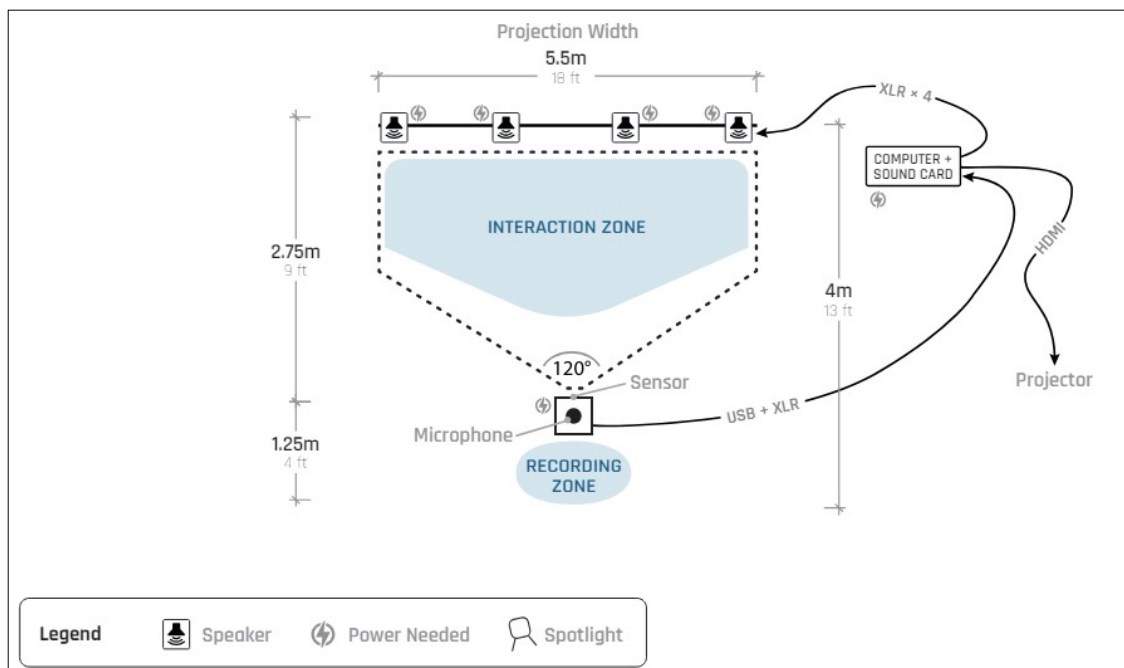 Projection Width
5.5m
18 ft
XLR × 4
COMPUTER +
SOUND CARD
INTERACTION ZONE
HDMI
2.75m
9 ft
4m
13 ft
120°
Sensor
Projector
USB + XLR
Microphone
1.25m
4 ft
RECORDING
ZONE
Legend
Speaker
Power Needed
Spotlight